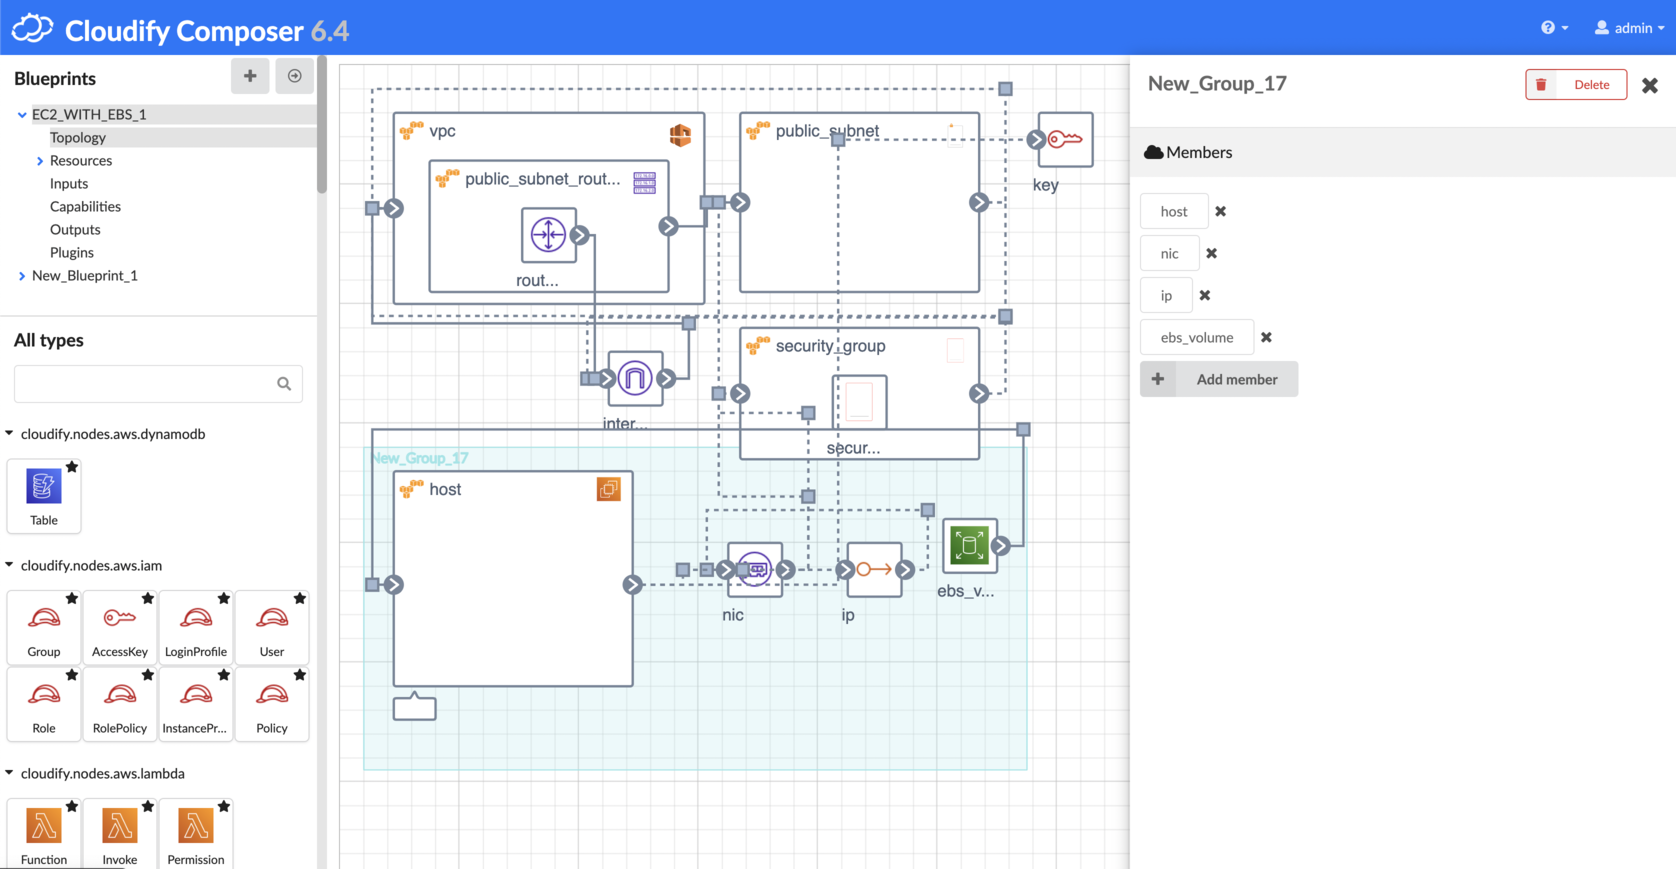 Cloudify Composer 6.4
admin
Blueprints
EC2_WITH_EBS_1
Topology
Resources
Inputs
Capabilities
Outputs
Plugins
New_Blueprint_1
All types
cloudify.nodes.aws.dynamodb
Table
cloudify.nodes.aws.iam
Group
AccessKey
LoginProfile
User
Role
RolePolicy
InstancePr...
Policy
cloudify.nodes.aws.lambda
Function
Invoke
Permission
vpc
public_subnet_rout...
rout...
public_subnet
key
security_group
secur...
inter...
New_Group_17
host
nic
ip
ebs_v...
New_Group_17
Delete
Members
host
nic
ip
ebs_volume
Add member